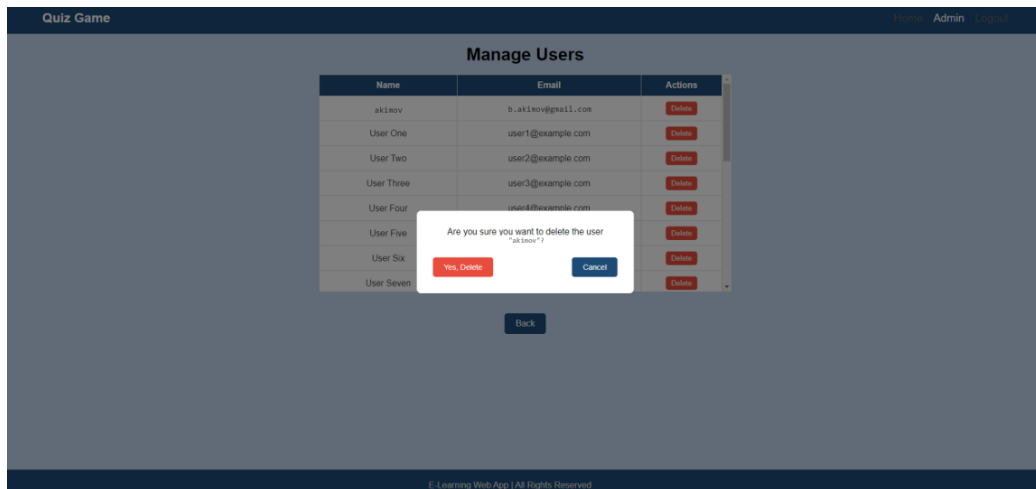 Quiz Game Home Admin Logout
Manage Users
Name Email Actions
akimov b.akimov@gmail.com Delete
User One user1@example.com Delete
User Two user2@example.com Delete
User Three user3@example.com Delete
User Four user4@example.com Delete
User Five Delete
User Six Delete
User Seven Delete
Are you sure you want to delete the user
"akimov"?
Yes, Delete Cancel
Back
E-Learning Web App | All Rights Reserved